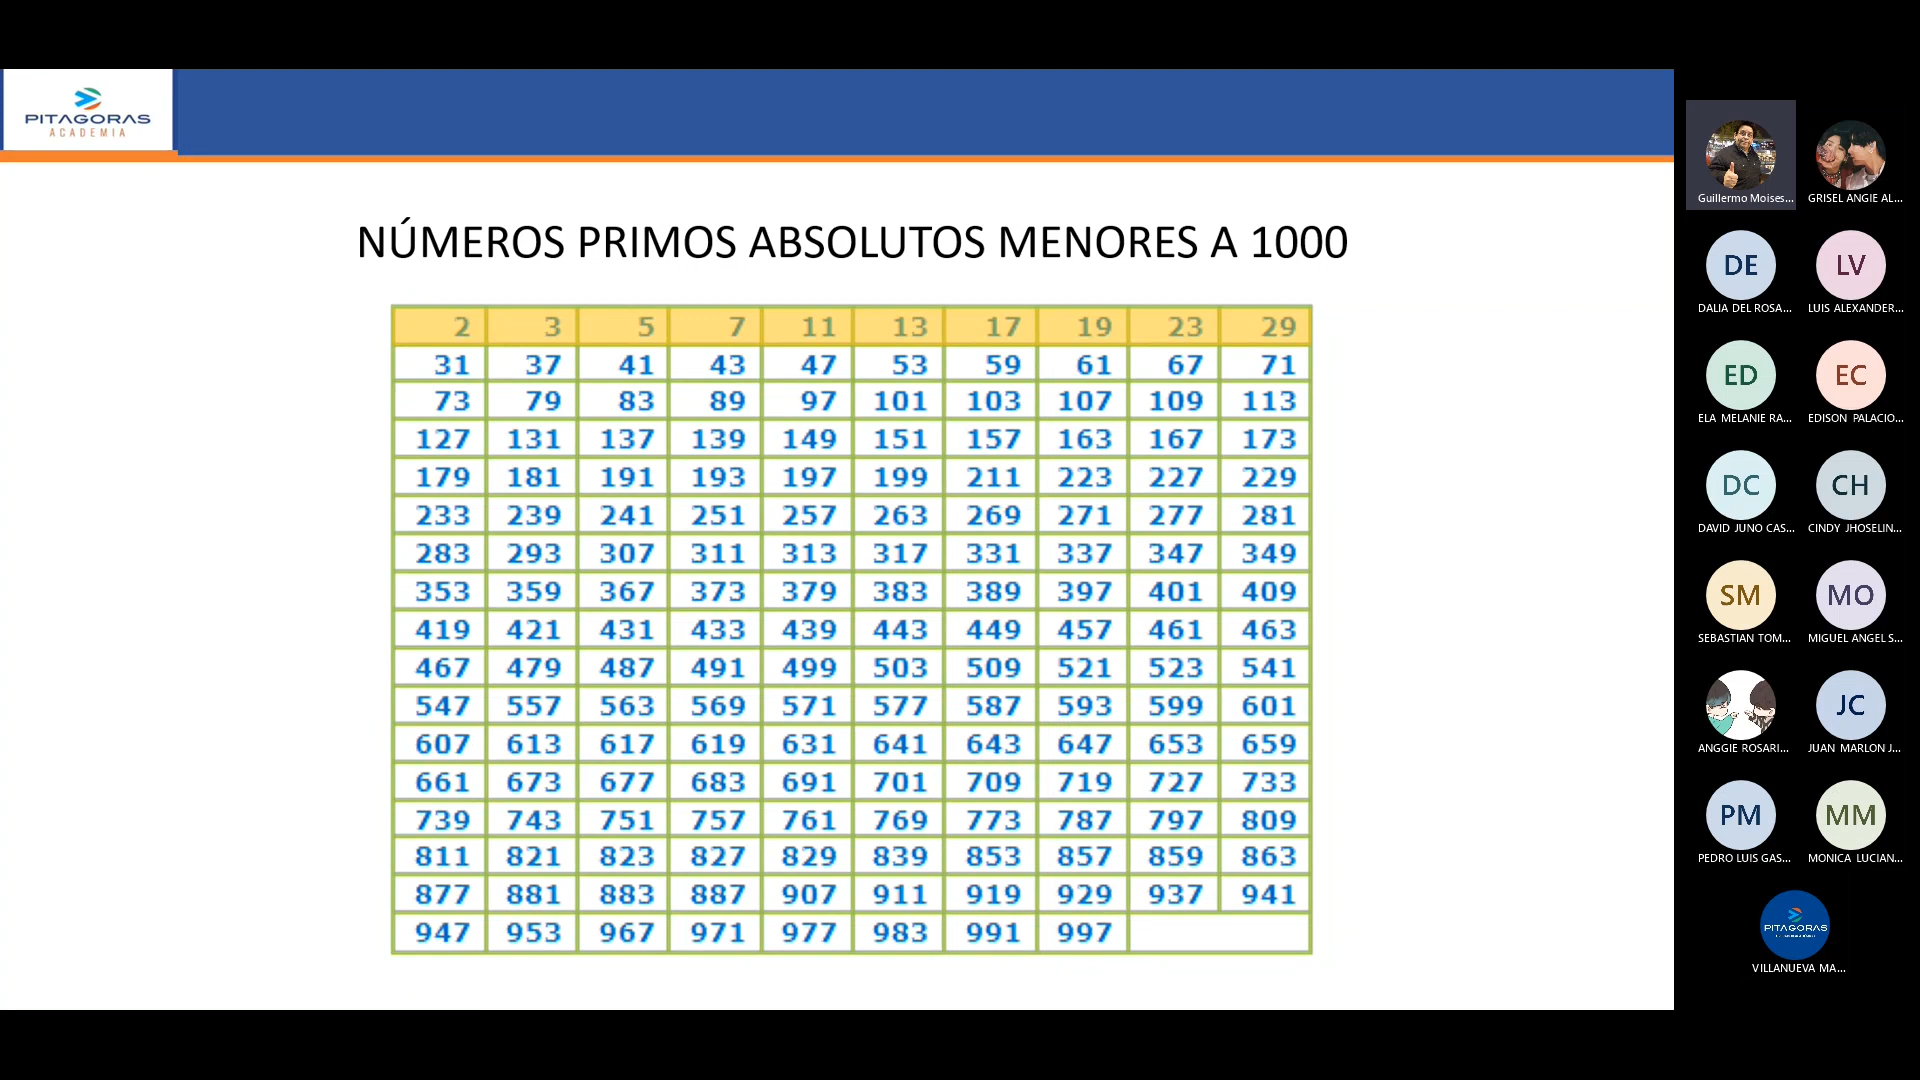 PITAGORAS
ACADEMIA
NÚMEROS PRIMOS ABSOLUTOS MENORES A 1000
2 3 5 7 11 13 17 19 23 29
31 37 41 43 47 53 59 61 67 71
73 79 83 89 97 101 103 107 109 113
127 131 137 139 149 151 157 163 167 173
179 181 191 193 197 199 211 223 227 229
233 239 241 251 257 263 269 271 277 281
283 293 307 311 313 317 331 337 347 349
353 359 367 373 379 383 389 397 401 409
419 421 431 433 439 443 449 457 461 463
467 479 487 491 499 503 509 521 523 541
547 557 563 569 571 577 587 593 599 601
607 613 617 619 631 641 643 647 653 659
661 673 677 683 691 701 709 719 727 733
739 743 751 757 761 769 773 787 797 809
811 821 823 827 829 839 853 857 859 863
877 881 883 887 907 911 919 929 937 941
947 953 967 971 977 983 991 997
Guillermo Moises... GRISEL ANGIE AL...
DE LV
DALIA DEL ROSA... LUIS ALEXANDER...
ED EC
ELA MELANIE RA... EDISON PALACIO...
DC CH
DAVID JUNO CAS... CINDY JHOSELIN...
SM MO
SEBASTIAN TOM... MIGUEL ANGEL S...
JC
ANGGIE ROSARI... JUAN MARLON J...
PM MM
PEDRO LUIS GAS... MONICA LUCIAN...
PITAGORAS
VILLANUEVA MA...